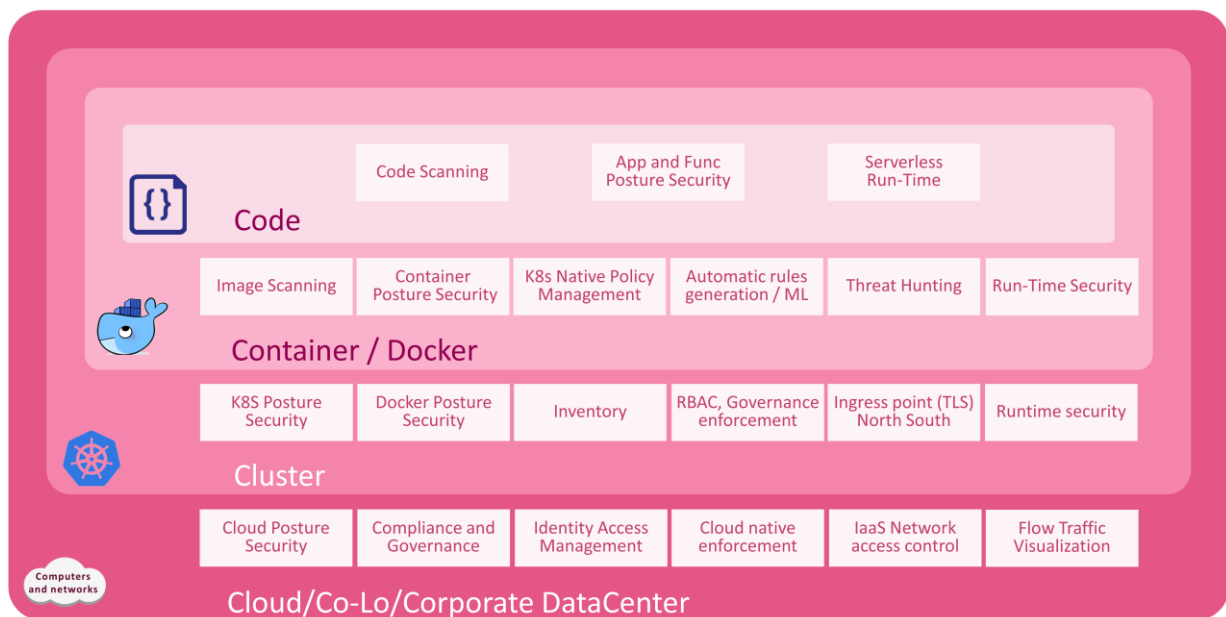 Code Scanning
App and Func
Posture Security
Serverless
Run-Time
{}
Code
Image Scanning
Container
Posture Security
K8s Native Policy
Management
Automatic rules
generation / ML
Threat Hunting
Run-Time Security
Container / Docker
K8S Posture
Security
Docker Posture
Security
Inventory
RBAC, Governance
enforcement
Ingress point (TLS)
North South
Runtime security
Cluster
Cloud Posture
Security
Compliance and
Governance
Identity Access
Management
Cloud native
enforcement
IaaS Network
access control
Flow Traffic
Visualization
Computers
and networks
Cloud/Co-Lo/Corporate DataCenter